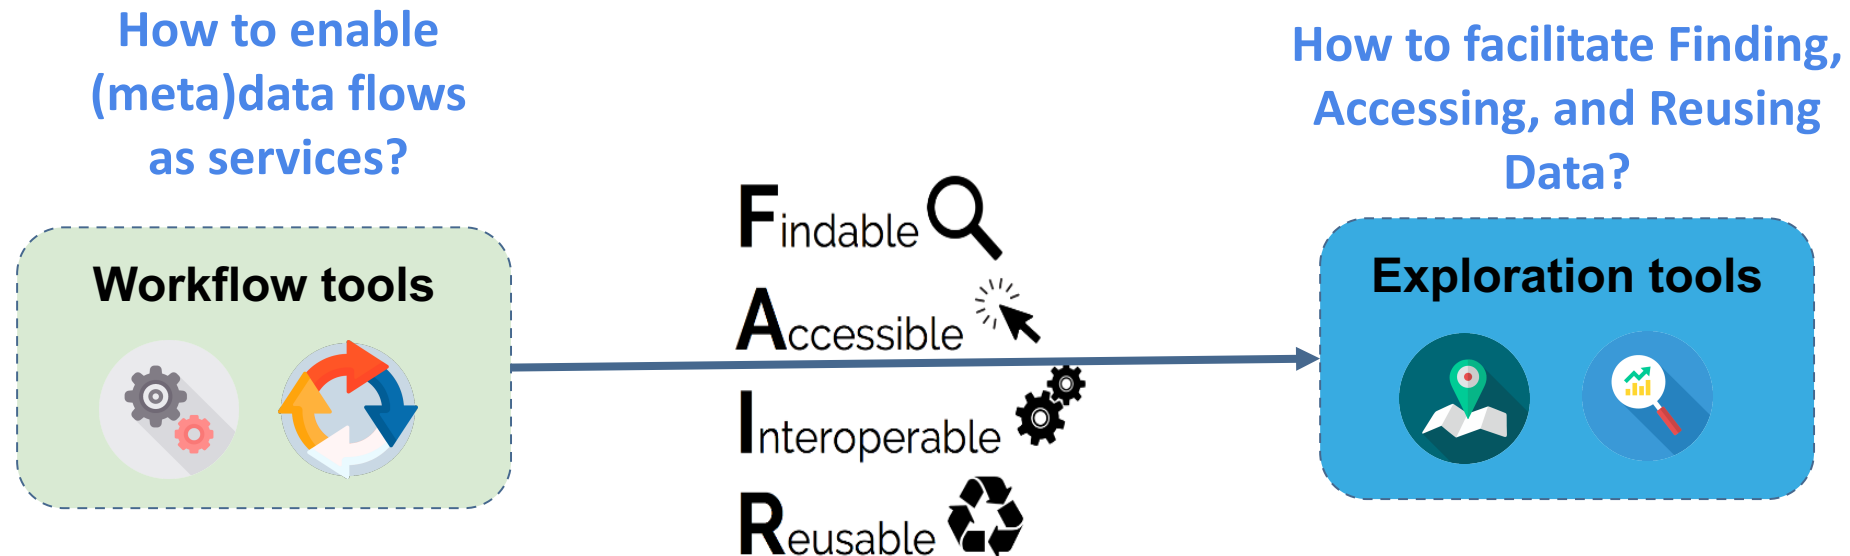 How to enable
(meta)data flows
as services?
Workflow tools
Findable
Accessible
Interoperable
Reusable
How to facilitate Finding,
Accessing, and Reusing
Data?
Exploration tools